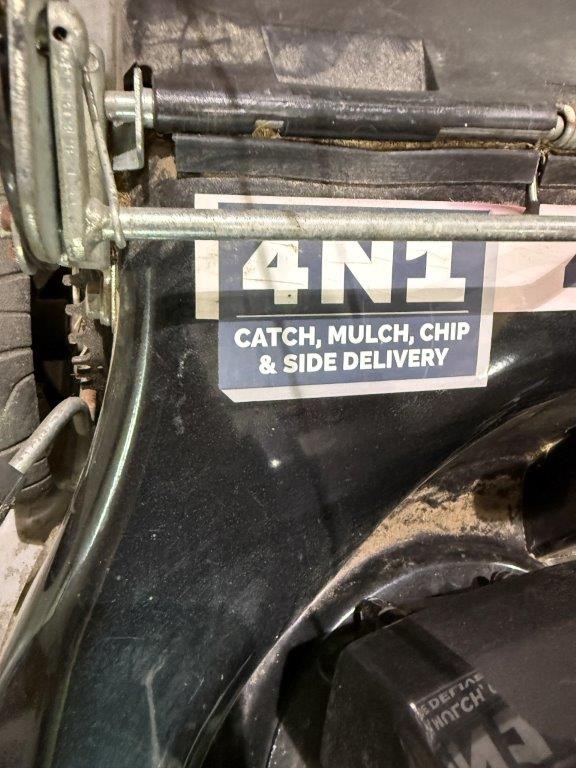 4N1
CATCH, MULCH, CHIP
& SIDE DELIVERY